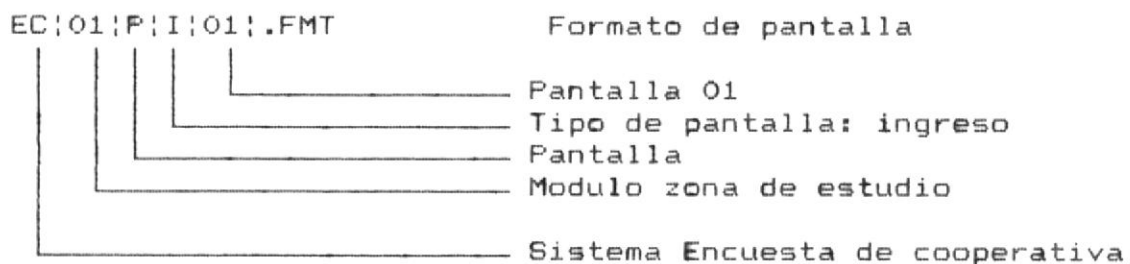 EC¦01¦P¦I¦01¦.FMT Formato de pantalla
Pantalla 01
Tipo de pantalla: ingreso
Pantalla
Modulo zona de estudio
Sistema Encuesta de cooperativa